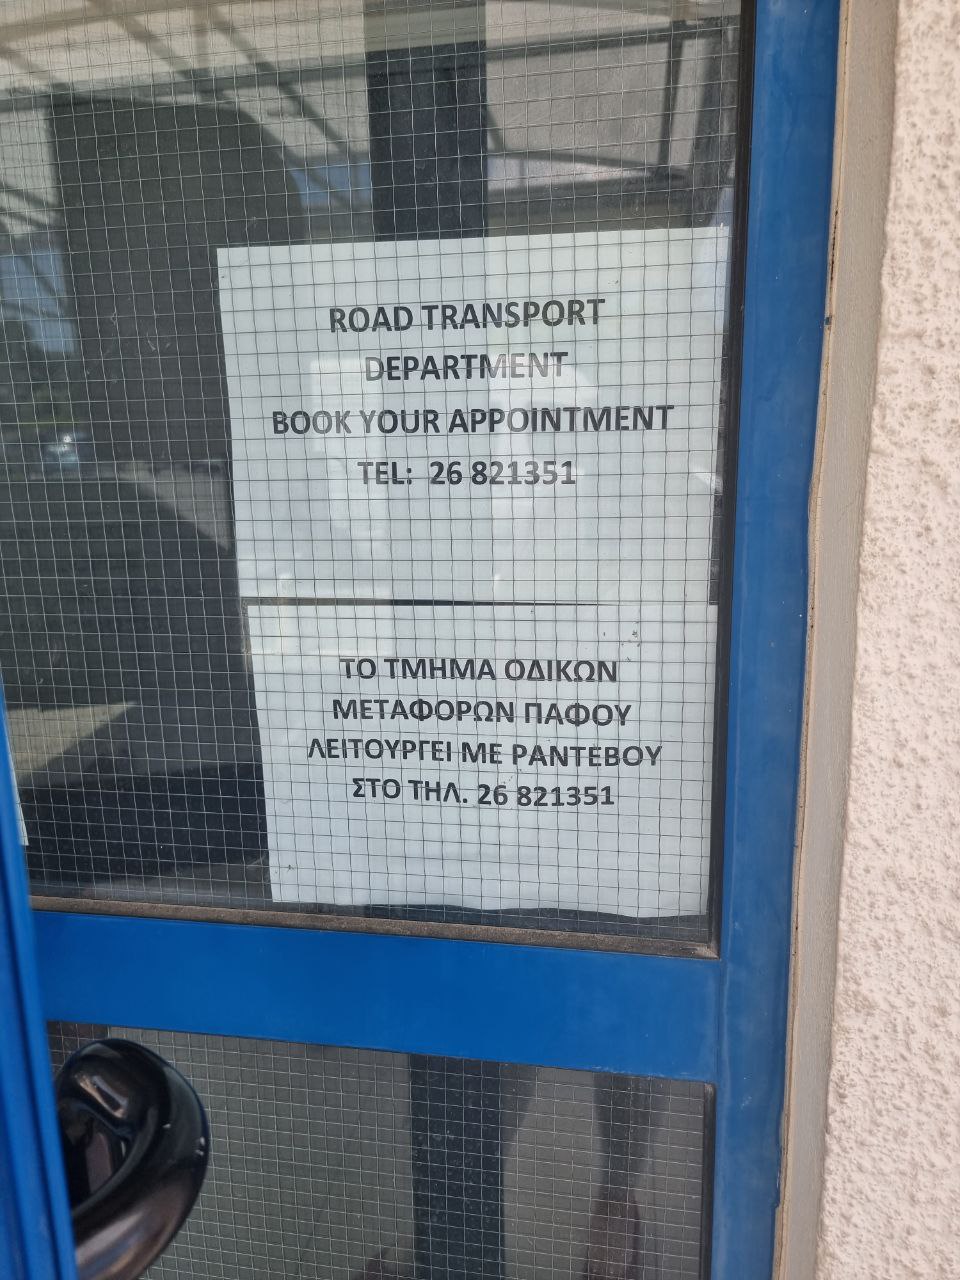 ROAD TRANSPORT
DEPARTMENT
BOOK YOUR APPOINTMENT
TEL: 26 821351
ΤΟ ΤΜΗΜΑ ΟΔΙΚΩΝ
ΜΕΤΑΦΟΡΩΝ ΠΑΦΟΥ
ΛΕΙΤΟΥΡΓΕΙ ΜΕ ΡΑΝΤΕΒΟΥ
ΣΤΟ ΤΗΛ. 26 821351